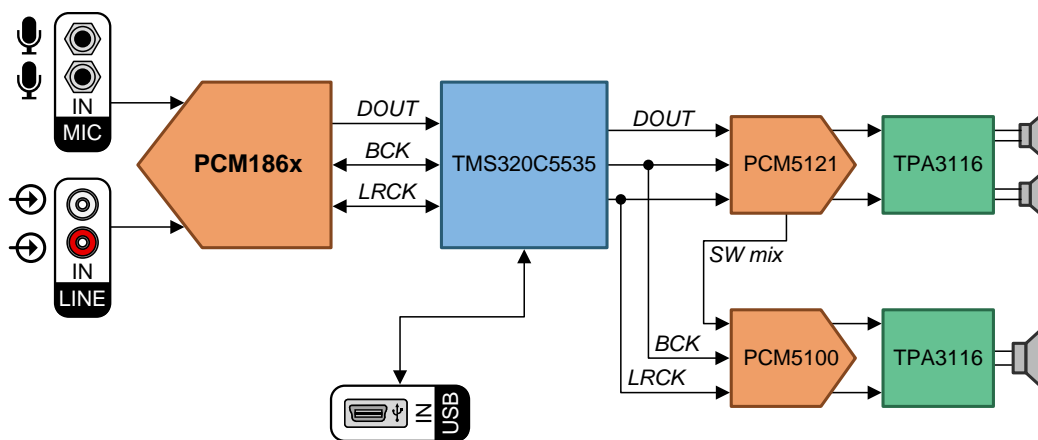 IN
MIC
PCM186x
DOUT
BCK
LRCK
TMS320C5535
DOUT
PCM5121
TPA3116
IN
LINE
SW mix
BCK
LRCK
PCM5100
TPA3116
IN
USB